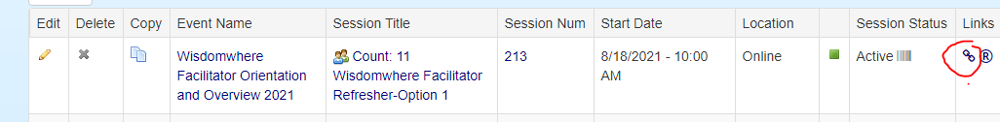 Edit Delete Copy Event Name Session Title Session Num Start Date Location Session Status Links
Wisdomwhere Count: 11 213 8/18/2021 - 10:00 Online Active ®
Facilitator Orientation Wisdomwhere Facilitator AM
and Overview 2021 Refresher-Option 1